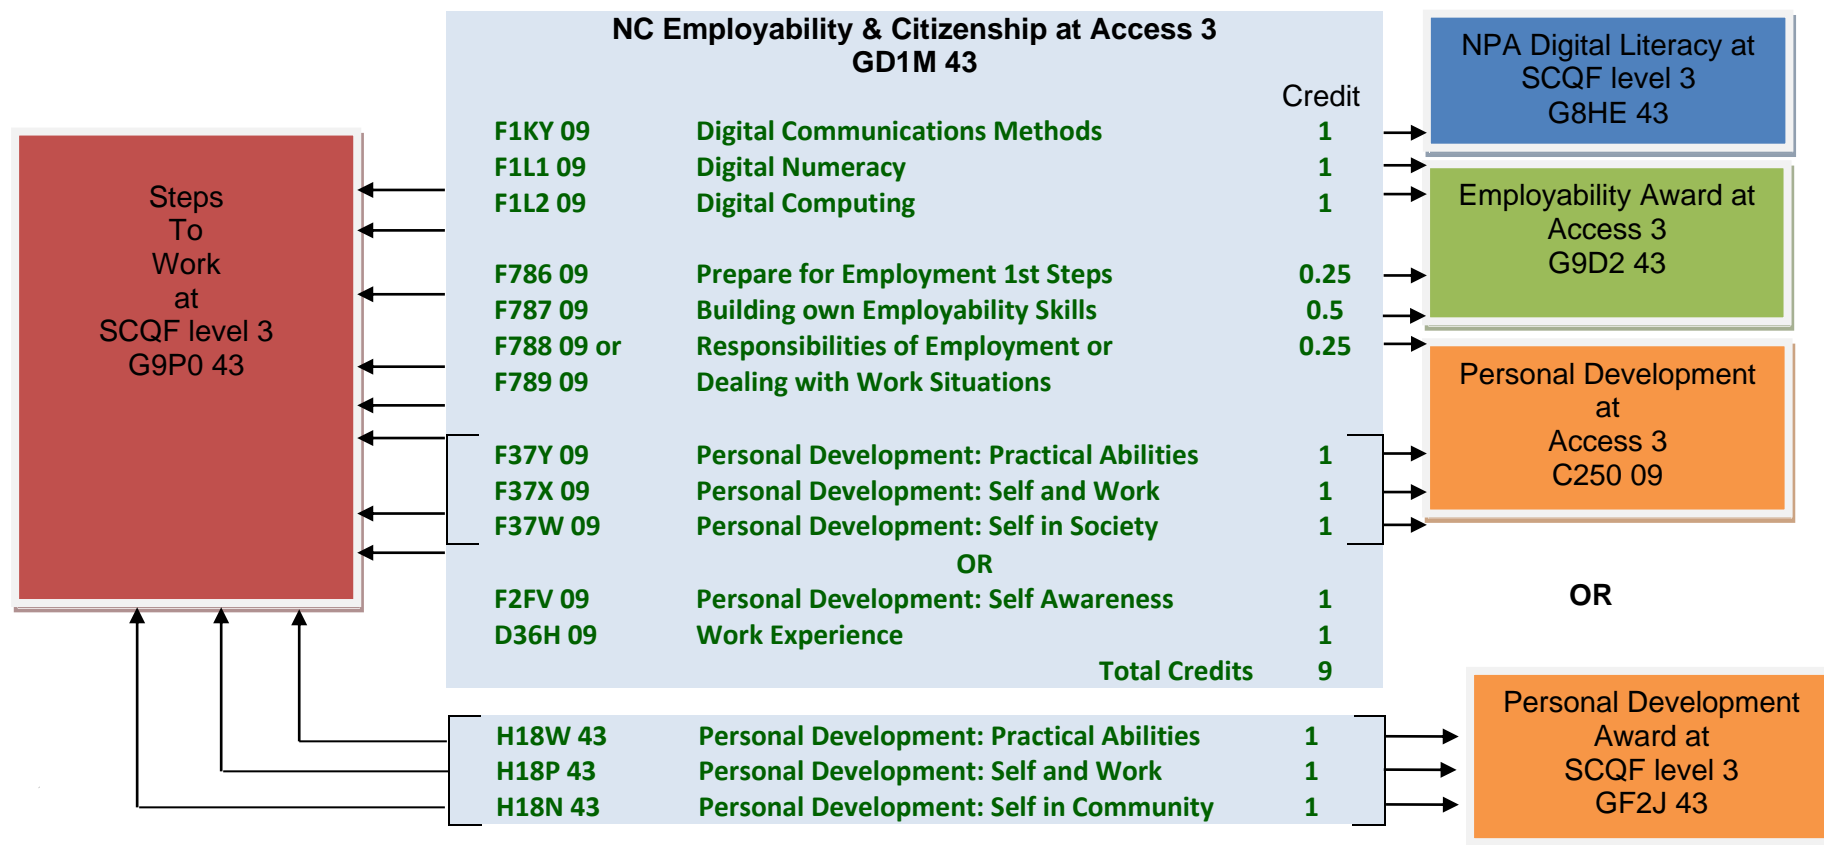 NC Employability & Citizenship at Access 3
GD1M 43
Credit
F1KY 09 Digital Communications Methods 1
F1L1 09 Digital Numeracy 1
F1L2 09 Digital Computing 1
F786 09 Prepare for Employment 1st Steps 0.25
F787 09 Building own Employability Skills 0.5
F788 09 or Responsibilities of Employment or 0.25
F789 09 Dealing with Work Situations
F37Y 09 Personal Development: Practical Abilities 1
F37X 09 Personal Development: Self and Work 1
F37W 09 Personal Development: Self in Society 1
OR
F2FV 09 Personal Development: Self Awareness 1
D36H 09 Work Experience 1
Total Credits 9
H18W 43 Personal Development: Practical Abilities 1
H18P 43 Personal Development: Self and Work 1
H18N 43 Personal Development: Self in Community 1
Steps
To
Work
at
SCQF level 3
G9P0 43
NPA Digital Literacy at
SCQF level 3
G8HE 43
Employability Award at
Access 3
G9D2 43
Personal Development
at
Access 3
C250 09
OR
Personal Development
Award at
SCQF level 3
GF2J 43